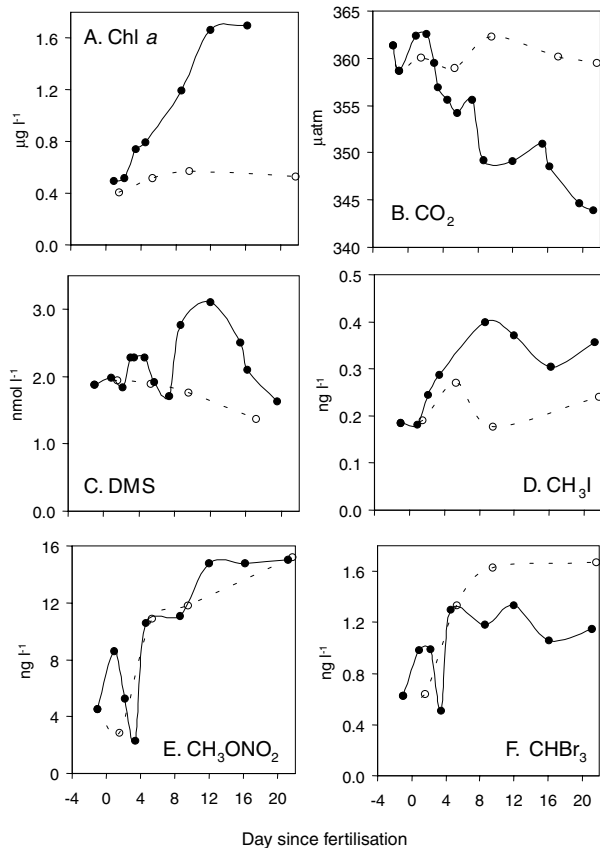 A. Chl a
1.6
1.2
0.8
0.4
0.0
µg l-1
365
360
355
350
345
340
µatm
B. CO2
3.0
2.0
1.0
0.0
nmol l-1
C. DMS
0.5
0.4
0.3
0.2
0.1
0.0
ng l-1
D. CH3I
16
12
8
4
0
ng l-1
E. CH3ONO2
-4 0 4 8 12 16 20
1.6
1.2
0.8
0.4
0.0
ng l-1
F. CHBr3
-4 0 4 8 12 16 20
Day since fertilisation